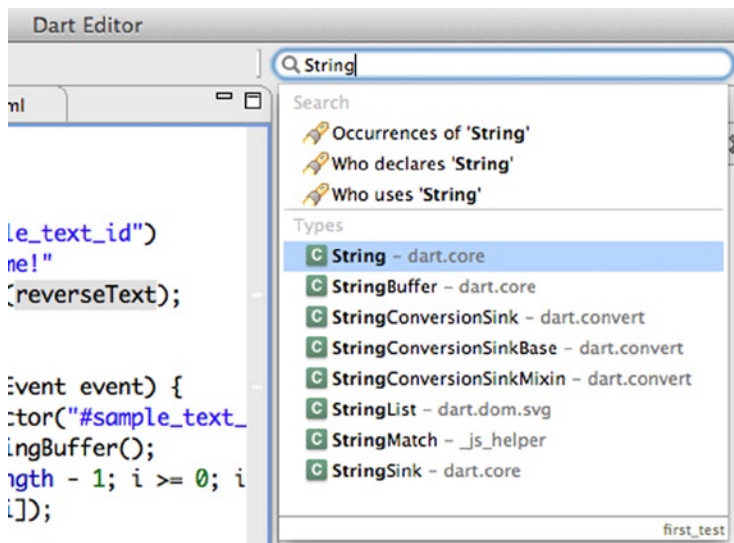 Dart Editor
String
ml
Search
Occurrences of 'String'
Who declares 'String'
Who uses 'String'
Types
C String – dart.core
C StringBuffer – dart.core
C StringConversionSink – dart.convert
C StringConversionSinkBase – dart.convert
C StringConversionSinkMixin – dart.convert
C StringList – dart.dom.svg
C StringMatch – _js_helper
C StringSink – dart.core
first_test
le_text_id")
me!"
(reverseText);
Event event) {
ctor("#sample_text_
ingBuffer();
ngth - 1; i >= 0; i
i]);